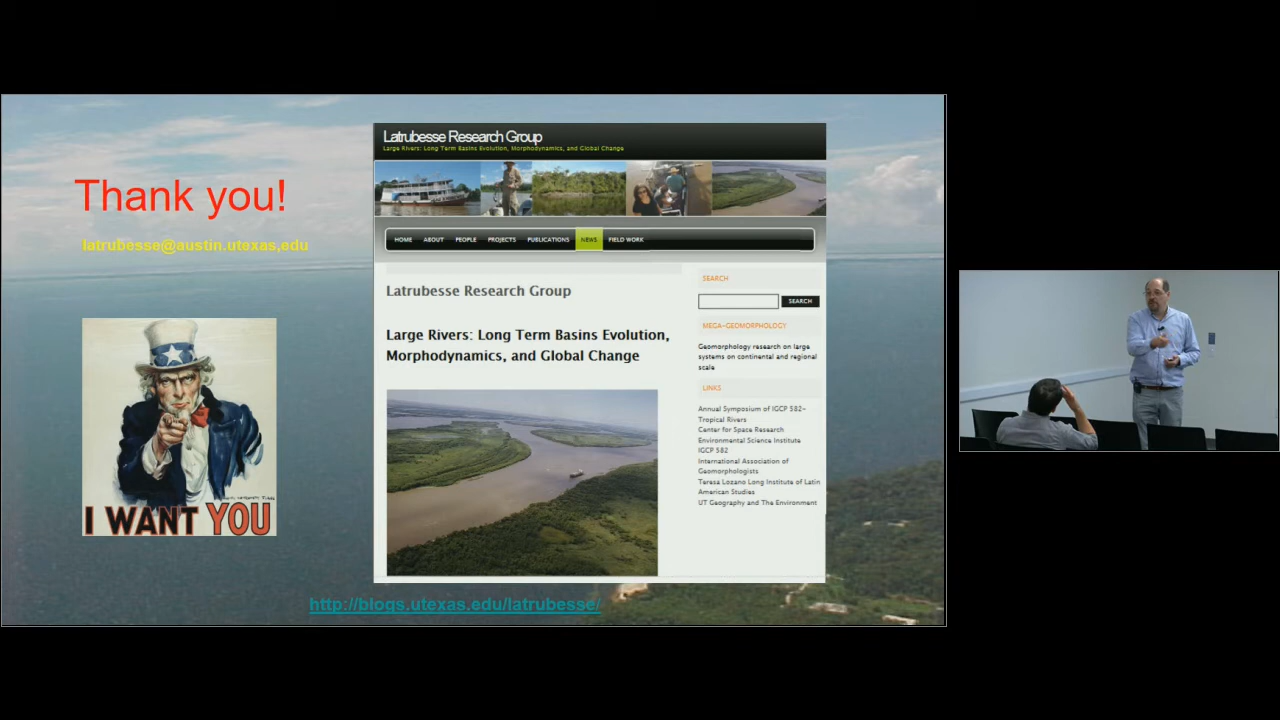 Thank you!
latrubesse@austin.utexas,edu
I WANT YOU
Latrubesse Research Group
Large Rivers: Long Term Basins Evolution, Morphodynamics, and Global Change
HOME ABOUT PEOPLE PROJECTS PUBLICATIONS NEWS FIELD WORK
Latrubesse Research Group
Large Rivers: Long Term Basins Evolution,
Morphodynamics, and Global Change
SEARCH
SEARCH
MEGA-GEOMORPHOLOGY
Geomorphology research on large
systems on continental and regional
scale
LINKS
Annual Symposium of IGCP 582-
Tropical Rivers
Center for Space Research
Environmental Science Institute
IGCP 582
International Association of
Geomorphologists
Teresa Lozano Long Institute of Latin
American Studies
UT Geography and The Environment
http://blogs.utexas.edu/latrubesse/